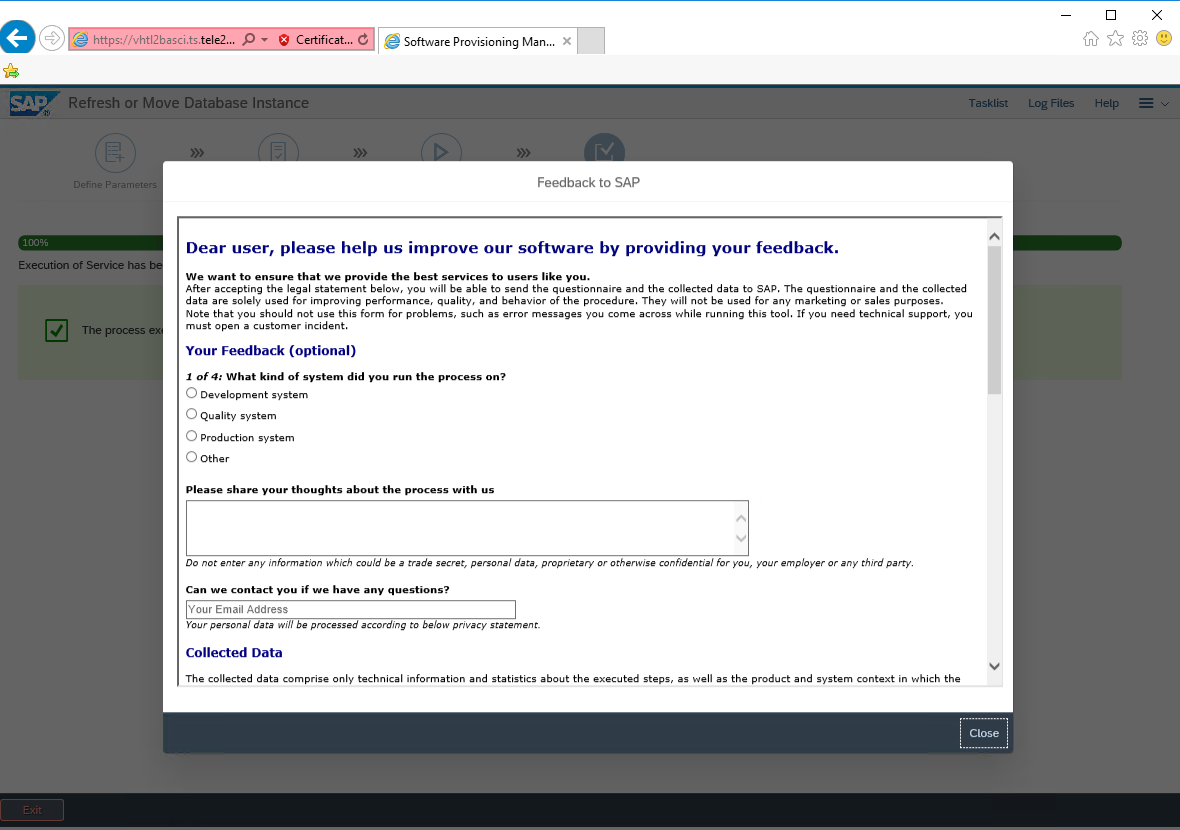 https://vhtl2basci.ts.tele2...
Certificat...
Software Provisioning Man...
SAP
Refresh or Move Database Instance
Tasklist
Log Files
Help
Define Parameters
Feedback to SAP
100%
Execution of Service has be
The process exe
Dear user, please help us improve our software by providing your feedback.
We want to ensure that we provide the best services to users like you.
After accepting the legal statement below, you will be able to send the questionnaire and the collected data to SAP. The questionnaire and the collected
data are solely used for improving performance, quality, and behavior of the procedure. They will not be used for any marketing or sales purposes.
Note that you should not use this form for problems, such as error messages you come across while running this tool. If you need technical support, you
must open a customer incident.
Your Feedback (optional)
1 of 4: What kind of system did you run the process on?
Development system
Quality system
Production system
Other
Please share your thoughts about the process with us
Do not enter any information which could be a trade secret, personal data, proprietary or otherwise confidential for you, your employer or any third party.
Can we contact you if we have any questions?
Your Email Address
Your personal data will be processed according to below privacy statement.
Collected Data
The collected data comprise only technical information and statistics about the executed steps, as well as the product and system context in which the
Close
Exit